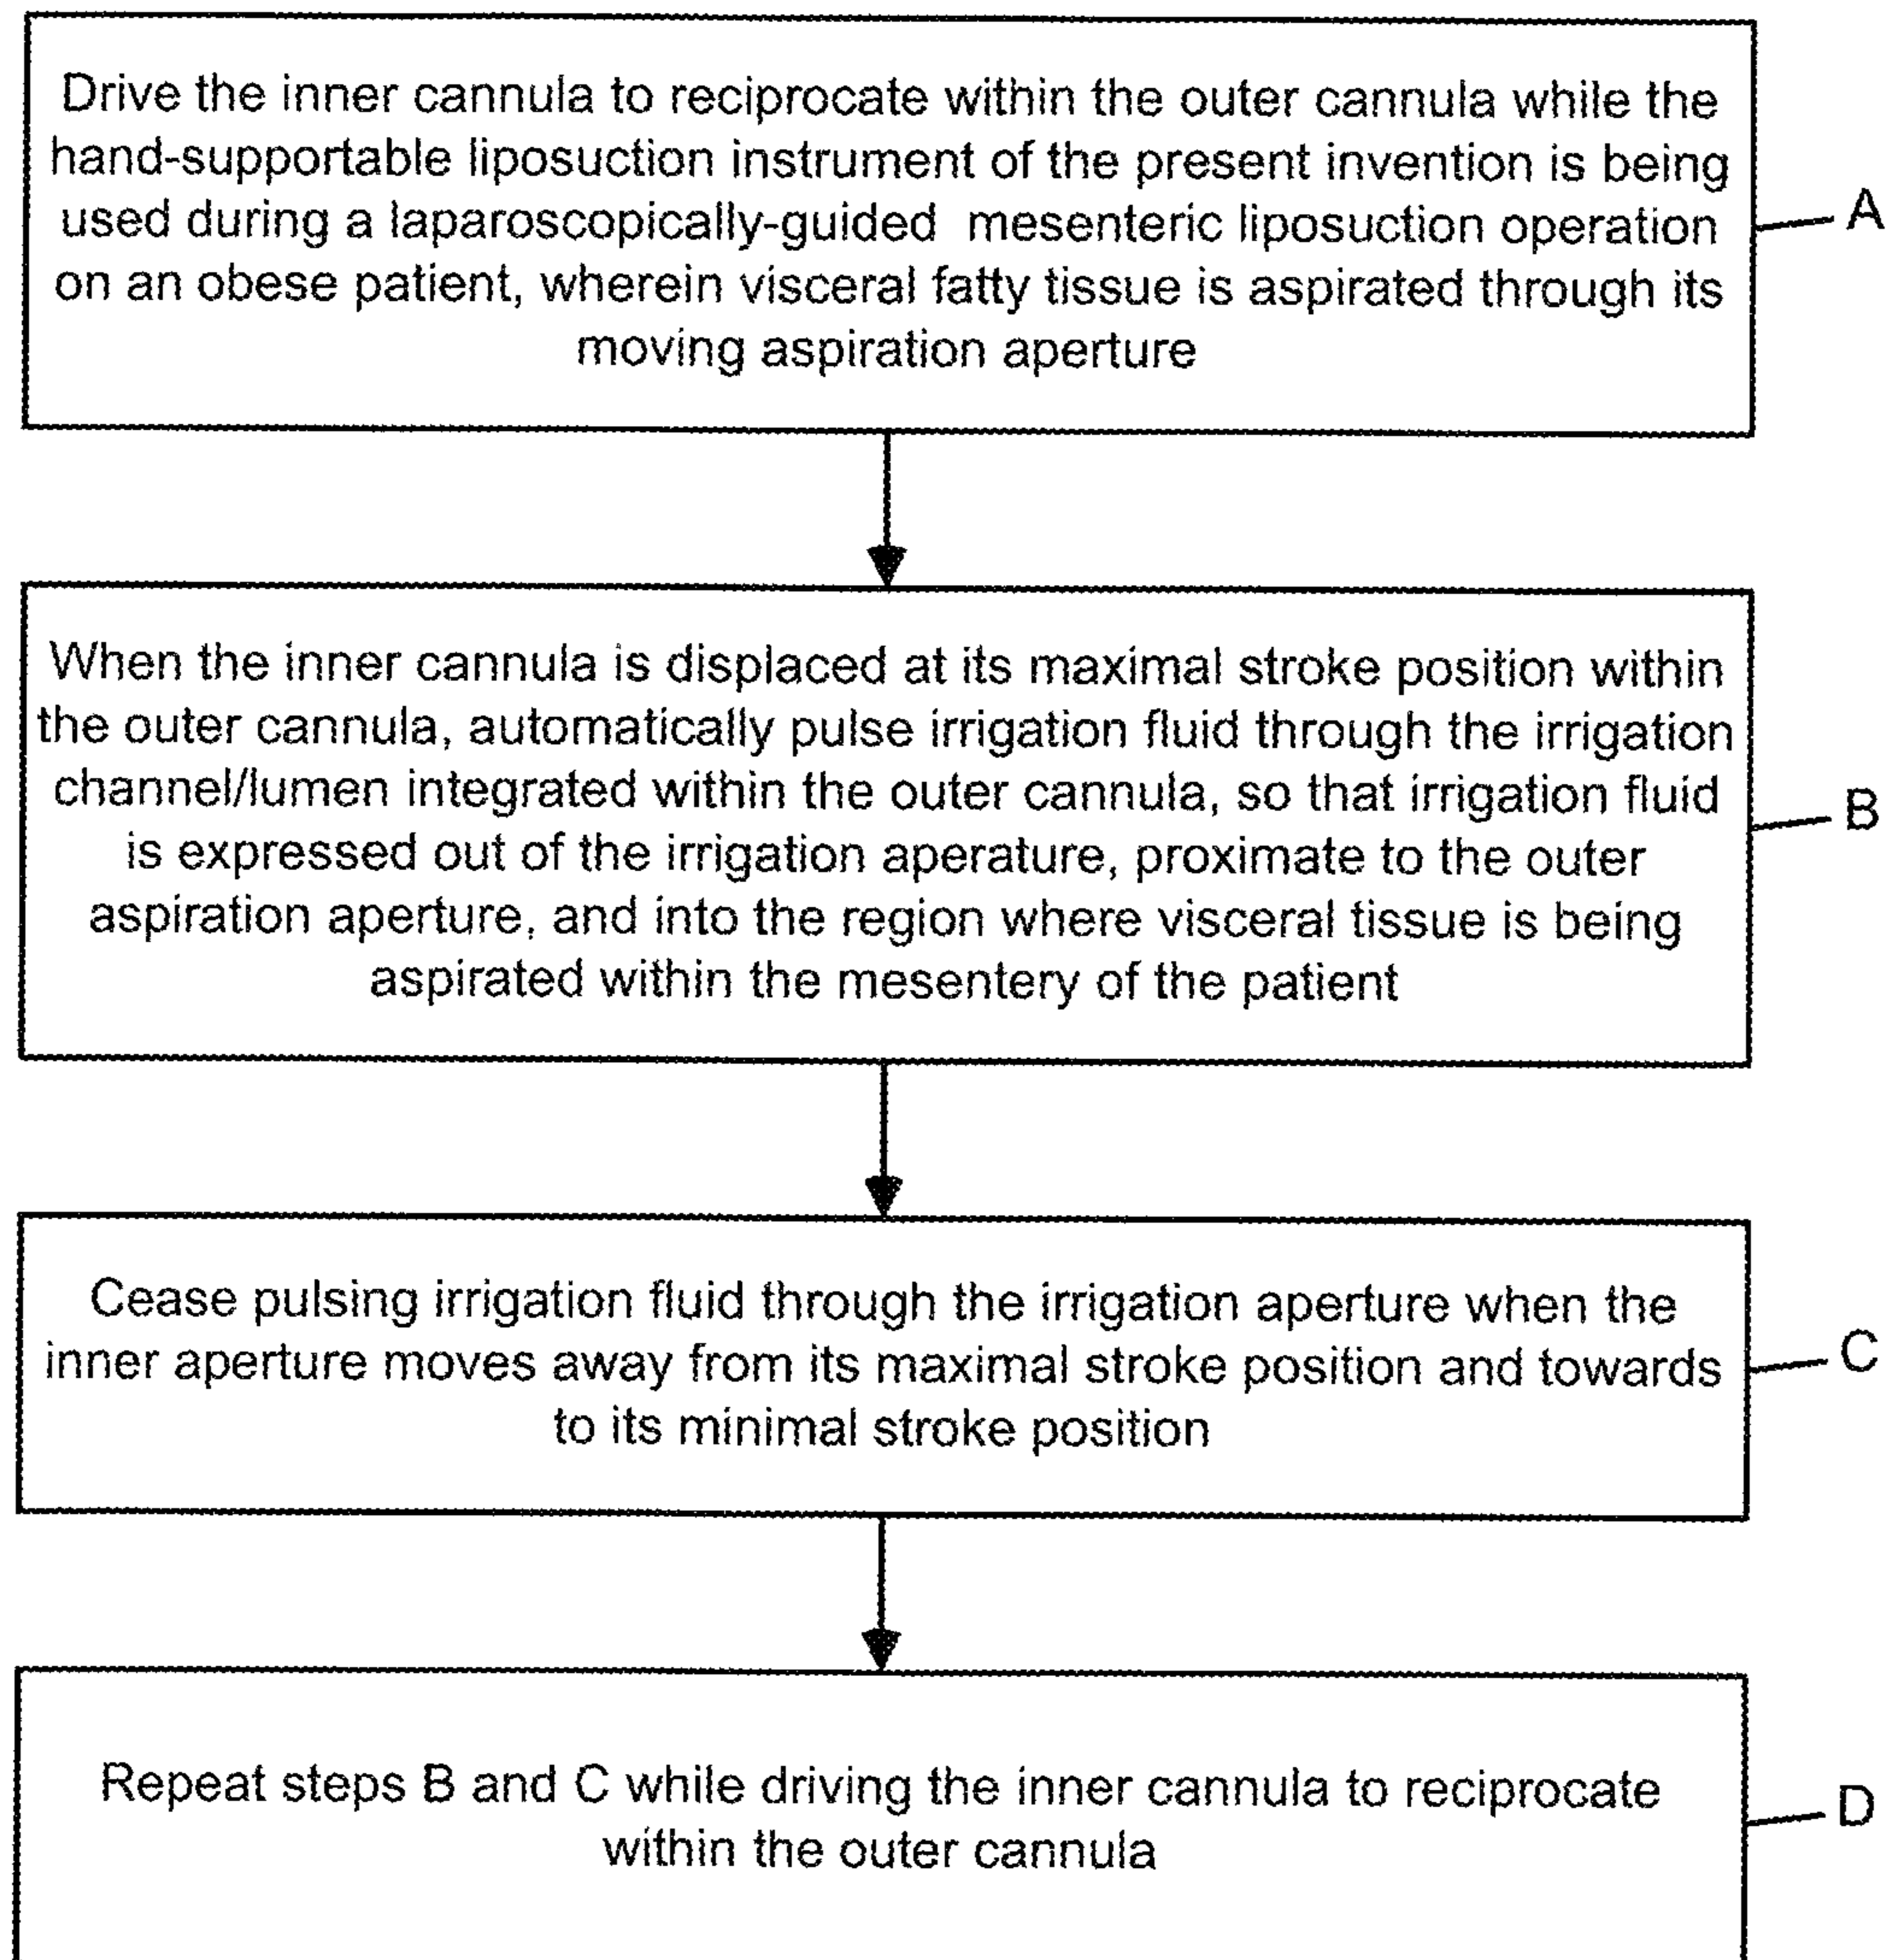 Drive the inner cannula to reciprocate within the outer cannula while the
hand-supportable liposuction instrument of the present invention is being
used during a laparoscopically-guided mesenteric liposuction operation
on an obese patient, wherein visceral fatty tissue is aspirated through its
moving aspiration aperture
A
When the inner cannula is displaced at its maximal stroke position within
the outer cannula, automatically pulse irrigation fluid through the irrigation
channel/lumen integrated within the outer cannula, so that irrigation fluid
is expressed out of the irrigation aperature, proximate to the outer
aspiration aperture, and into the region where visceral tissue is being
aspirated within the mesentery of the patient
B
Cease pulsing irrigation fluid through the irrigation aperture when the
inner aperture moves away from its maximal stroke position and towards
to its minimal stroke position
C
Repeat steps B and C while driving the inner cannula to reciprocate
within the outer cannula
D